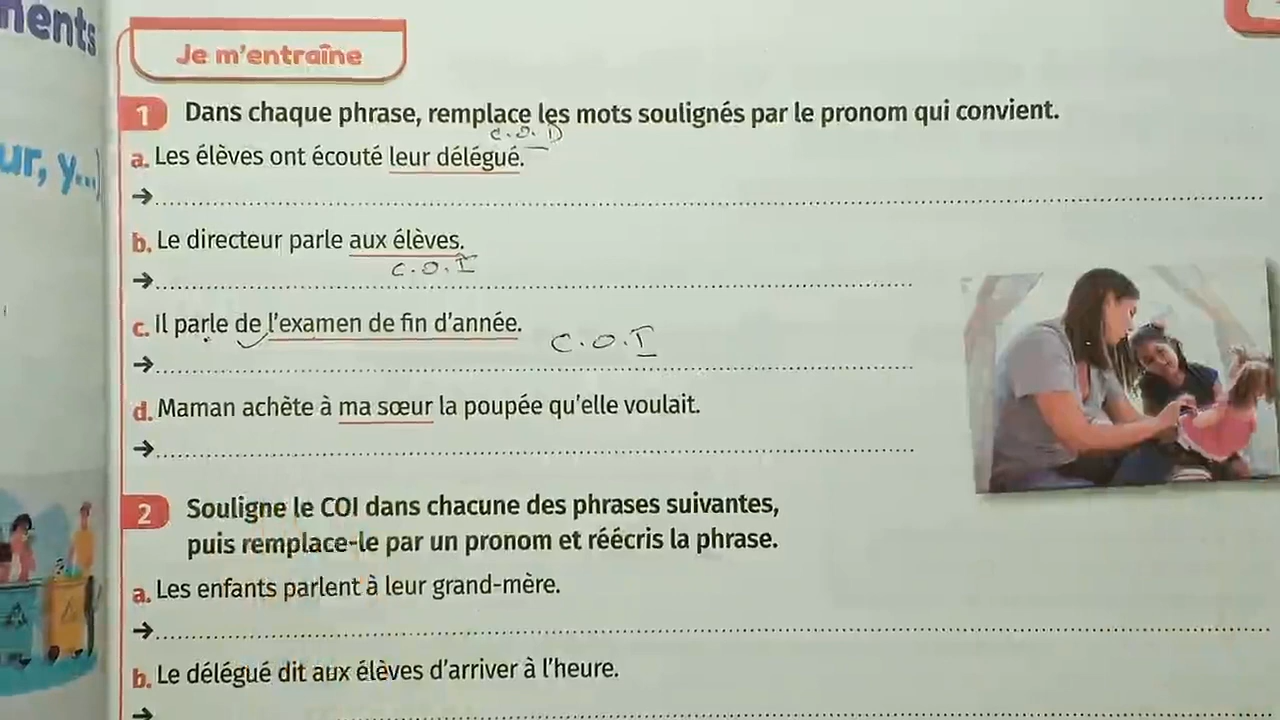 ments
ur, y...)
Je m'entraîne
1 Dans chaque phrase, remplace les mots soulignés par le pronom qui convient.
C.O.D
a. Les élèves ont écouté leur délégué.
→
b. Le directeur parle aux élèves.
C.O.I
→
c. Il parle de l'examen de fin d'année.
C.O.I
→
d. Maman achète à ma sœur la poupée qu'elle voulait.
→
2 Souligne le COI dans chacune des phrases suivantes,
puis remplace-le par un pronom et réécris la phrase.
a. Les enfants parlent à leur grand-mère.
→
b. Le délégué dit aux élèves d'arriver à l'heure.
→